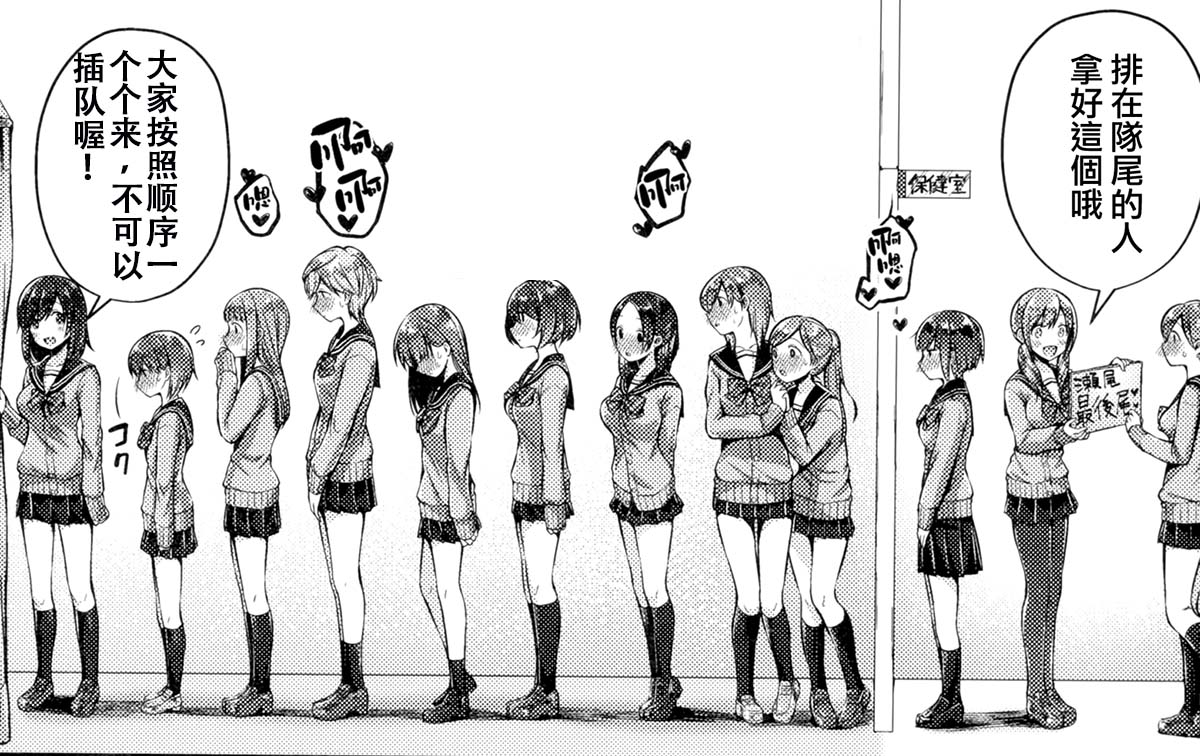 排在隊尾的人
拿好這個哦
保健室
瀬尾
最後尾
啊
嗯
啊
啊
啊
嗯
大家按照顺序一
个个来，不可以
插队喔！
コク